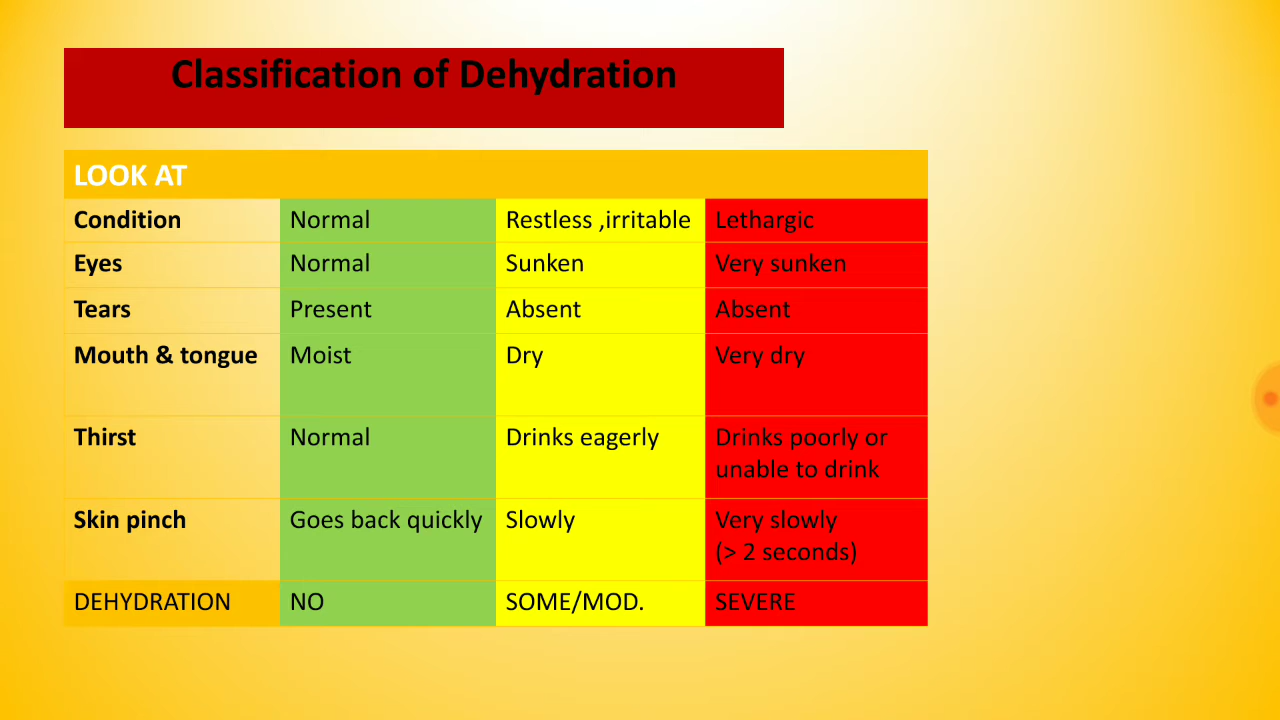 Classification of Dehydration
LOOK AT
Condition Normal Restless ,irritable Lethargic
Eyes Normal Sunken Very sunken
Tears Present Absent Absent
Mouth & tongue Moist Dry Very dry
Thirst Normal Drinks eagerly Drinks poorly or
unable to drink
Skin pinch Goes back quickly Slowly Very slowly
(> 2 seconds)
DEHYDRATION NO SOME/MOD. SEVERE